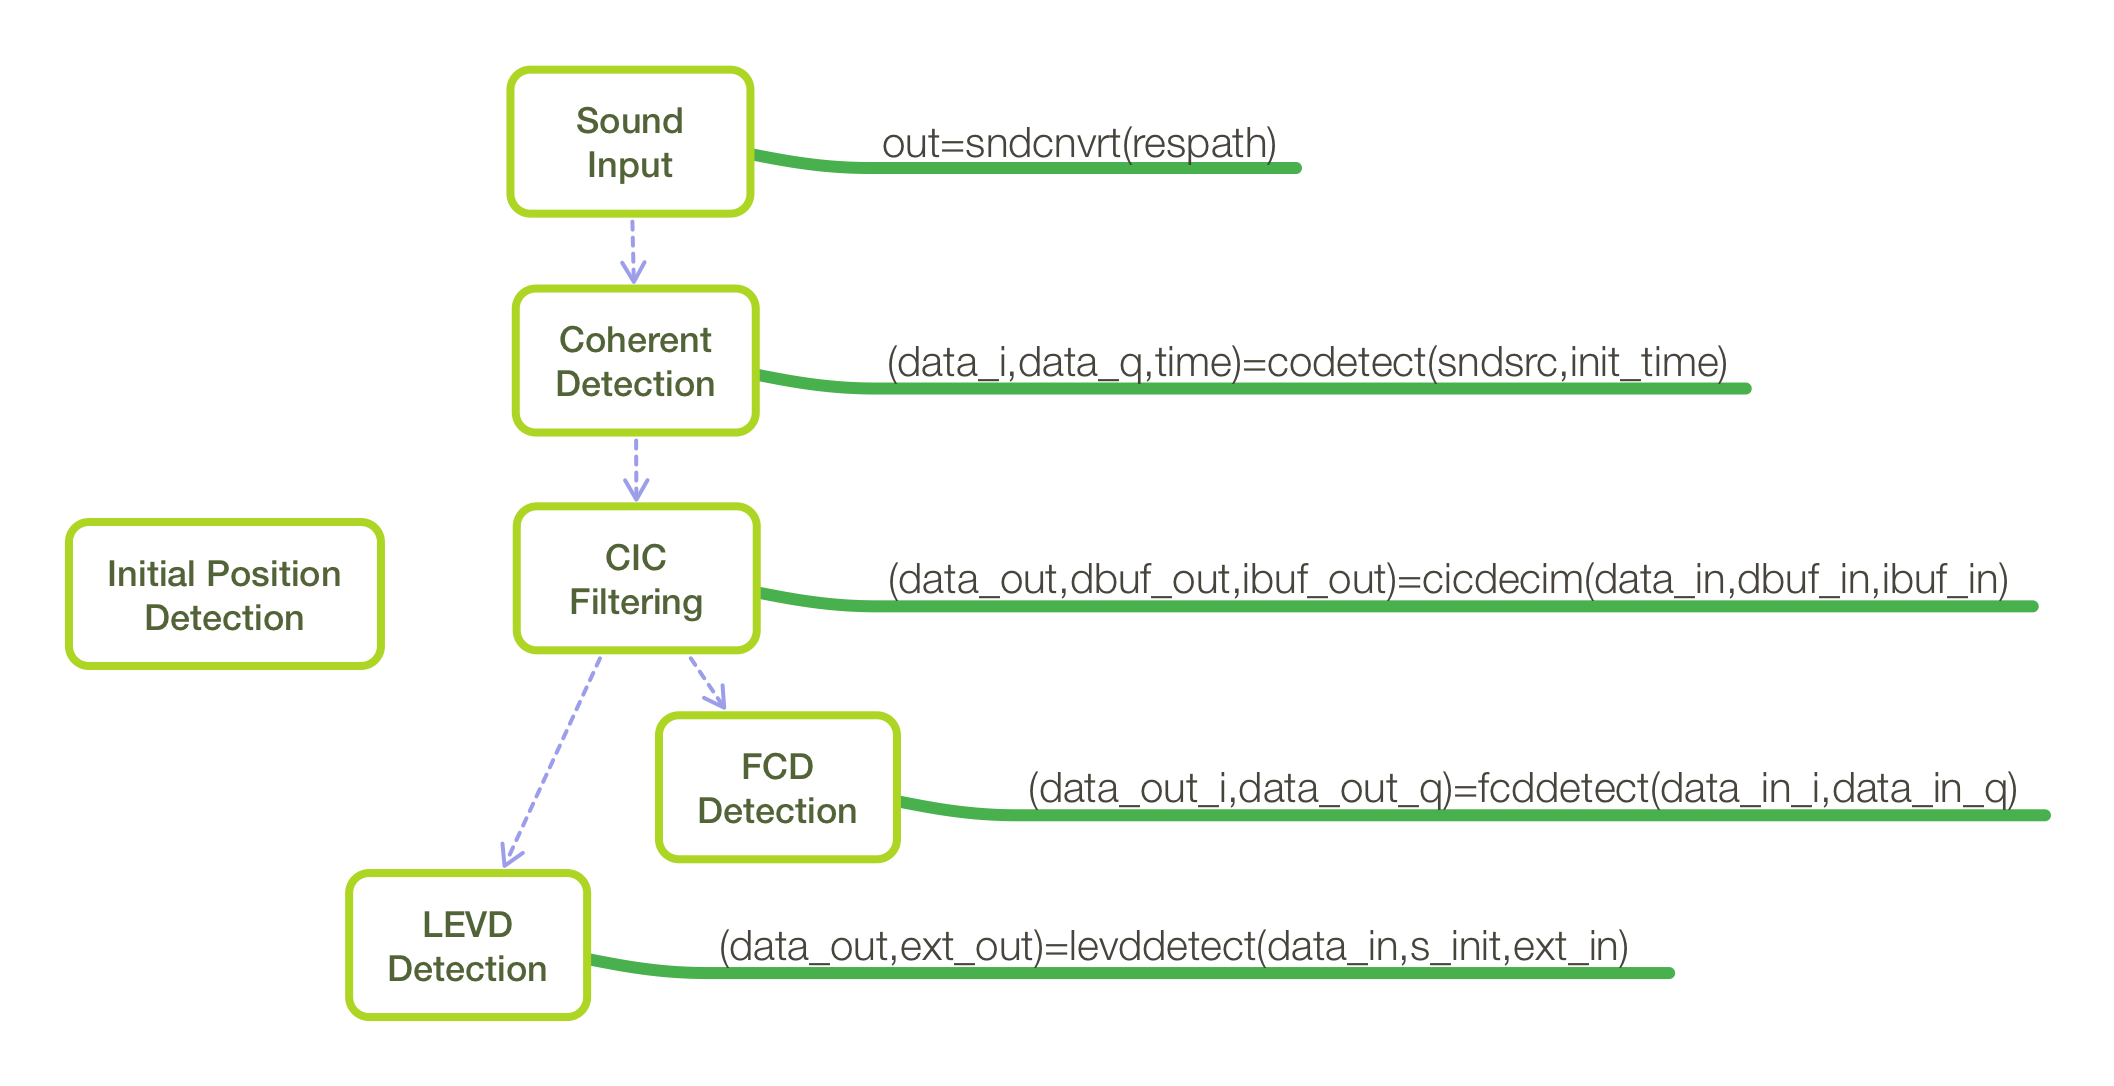 Sound
Input
out=sndcnvrt(respath)
Coherent
Detection
(data_i,data_q,time)=codetect(sndsrc,init_time)
CIC
Filtering
(data_out,dbuf_out,ibuf_out)=cicdecim(data_in,dbuf_in,ibuf_in)
Initial Position
Detection
FCD
Detection
(data_out_i,data_out_q)=fcddetect(data_in_i,data_in_q)
LEVD
Detection
(data_out,ext_out)=levddetect(data_in,s_init,ext_in)